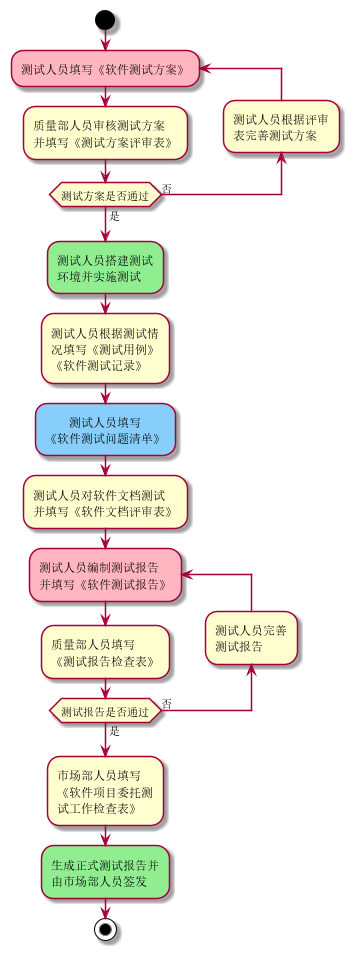 测试人员填写《软件测试方案》
质量部人员审核测试方案
并填写《测试方案评审表》
测试人员根据评审
表完善测试方案
测试方案是否通过
否
是
测试人员搭建测试
环境并实施测试
测试人员根据测试情
况填写《测试用例》
《软件测试记录》
测试人员填写
《软件测试问题清单》
测试人员对软件文档测试
并填写《软件文档评审表》
测试人员编制测试报告
并填写《软件测试报告》
质量部人员填写
《测试报告检查表》
测试人员完善
测试报告
测试报告是否通过
否
是
市场部人员填写
《软件项目委托测
试工作检查表》
生成正式测试报告并
由市场部人员签发